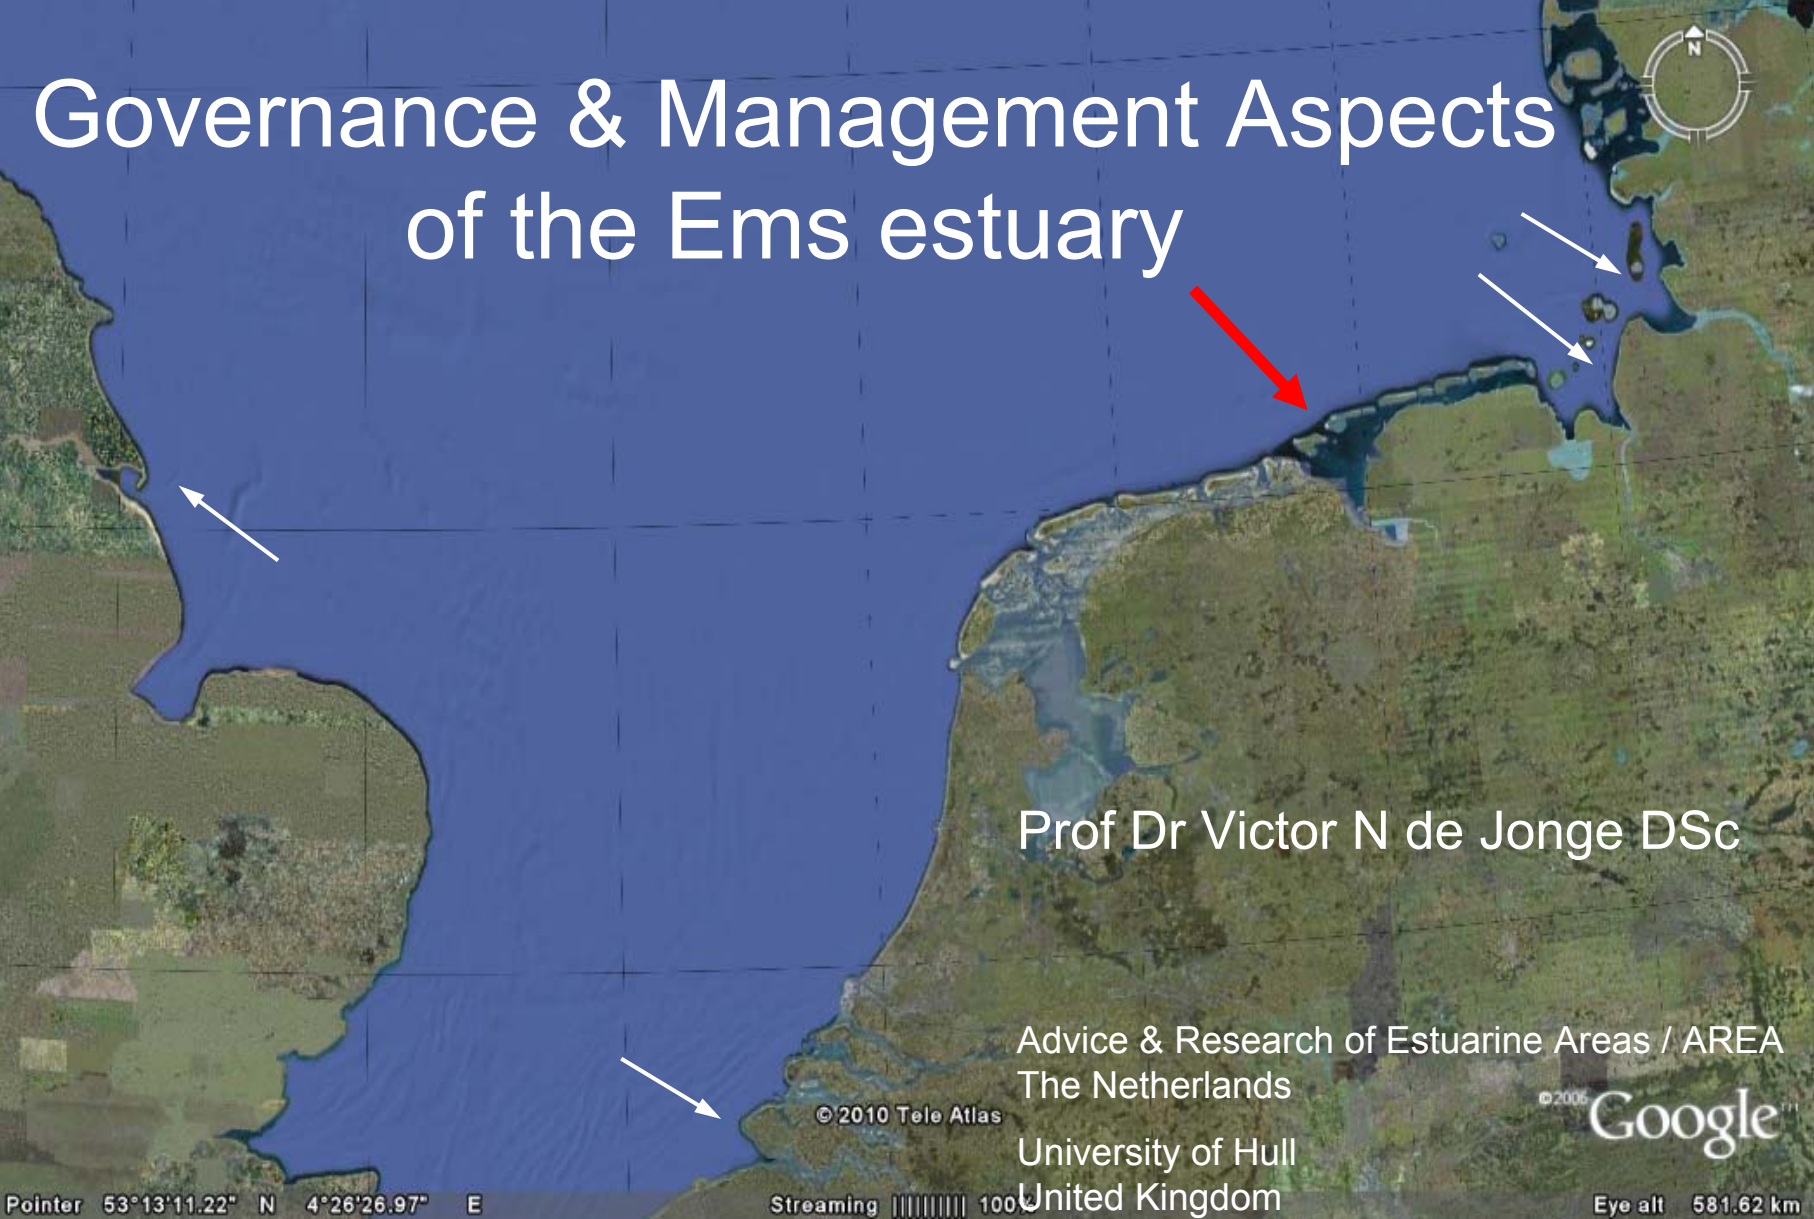 N
Governance & Management Aspects
of the Ems estuary
Prof Dr Victor N de Jonge DSc
Advice & Research of Estuarine Areas / AREA
The Netherlands
©2010 Tele Atlas
©2006 Google™
University of Hull
United Kingdom
Pointer 53°13'11.22" N 4°26'26.97" E
Streaming ||||||||| 100%
Eye alt 581.62 km